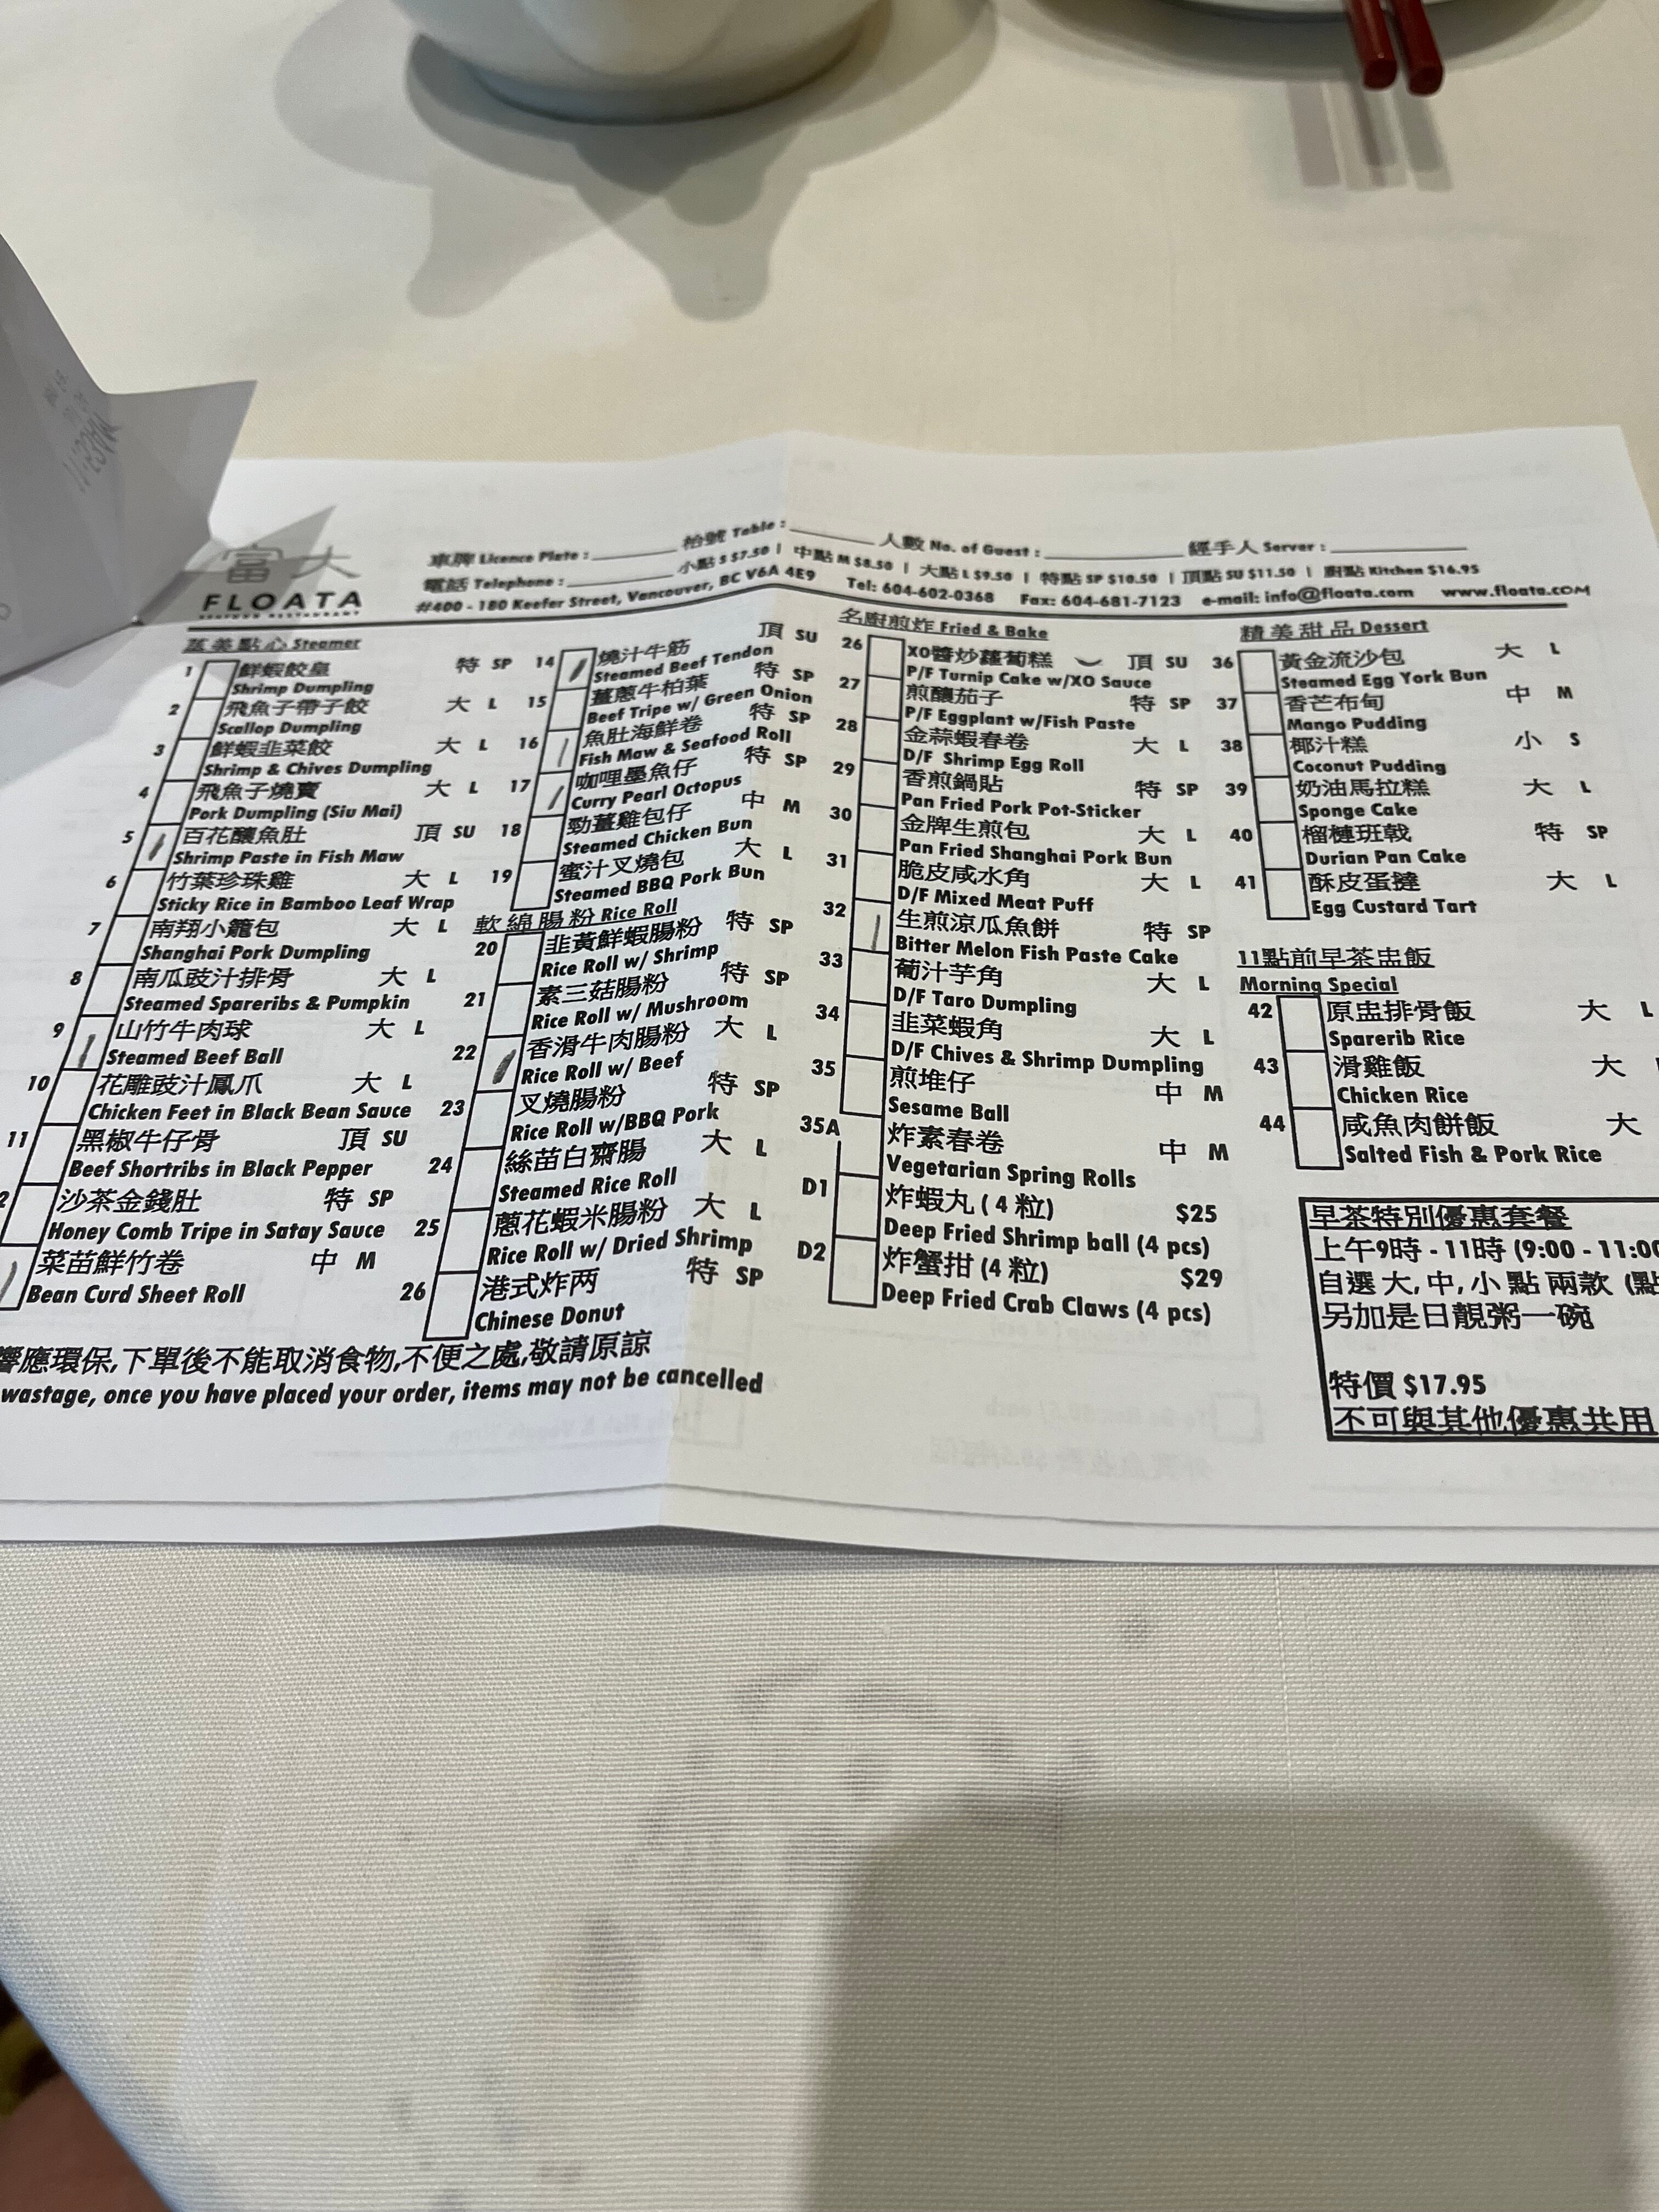 富大
FLOATA
SEAFOOD RESTAURANT
車牌 Licence Plate : 枱號 Table : 人數 No. of Guest : 經手人 Server :
電話 Telephone : 小點 S $7.50 | 中點 M $8.50 | 大點 L $9.50 | 特點 SP $10.50 | 頂點 SU $11.50 | 廚點 Kitchen $16.95
#400 - 180 Keefer Street, Vancouver, BC V6A 4E9 Tel: 604-602-0368 Fax: 604-681-7123 e-mail: info@floata.com www.floata.com
蒸美點心 Steamer
1 鮮蝦餃皇 特 SP
Shrimp Dumpling
2 飛魚子帶子餃 大 L
Scallop Dumpling
3 鮮蝦韭菜餃 大 L
Shrimp & Chives Dumpling
4 飛魚子燒賣 大 L
Pork Dumpling (Siu Mai)
5 百花釀魚肚 頂 SU
Shrimp Paste in Fish Maw
6 竹葉珍珠雞 大 L
Sticky Rice in Bamboo Leaf Wrap
7 南翔小籠包 大 L
Shanghai Pork Dumpling
8 南瓜豉汁排骨 大 L
Steamed Spareribs & Pumpkin
9 山竹牛肉球 大 L
Steamed Beef Ball
10 花雕豉汁鳳爪 大 L
Chicken Feet in Black Bean Sauce
11 黑椒牛仔骨 頂 SU
Beef Shortribs in Black Pepper
2 沙茶金錢肚 特 SP
Honey Comb Tripe in Satay Sauce
菜苗鮮竹卷 中 M
Bean Curd Sheet Roll
14 燒汁牛筋 頂 SU
Steamed Beef Tendon
15 薑蔥牛柏葉 特 SP
Beef Tripe w/ Green Onion
16 魚肚海鮮卷 特 SP
Fish Maw & Seafood Roll
17 咖哩墨魚仔 特 SP
Curry Pearl Octopus
18 勁薑雞包仔 中 M
Steamed Chicken Bun
19 蜜汁叉燒包 大 L
Steamed BBQ Pork Bun
軟綿腸粉 Rice Roll
20 韭黃鮮蝦腸粉 特 SP
Rice Roll w/ Shrimp
21 素三菇腸粉 特 SP
Rice Roll w/ Mushroom
22 香滑牛肉腸粉 大 L
Rice Roll w/ Beef
23 叉燒腸粉 特 SP
Rice Roll w/BBQ Pork
24 絲苗白齋腸 大 L
Steamed Rice Roll
25 蔥花蝦米腸粉 大 L
Rice Roll w/ Dried Shrimp
26 港式炸両 特 SP
Chinese Donut
響應環保,下單後不能取消食物,不便之處,敬請原諒
wastage, once you have placed your order, items may not be cancelled
名廚煎炸 Fried & Bake
26 XO醬炒蘿蔔糕 頂 SU
P/F Turnip Cake w/XO Sauce
27 煎釀茄子 特 SP
P/F Eggplant w/Fish Paste
28 金蒜蝦春卷 大 L
D/F Shrimp Egg Roll
29 香煎鍋貼 特 SP
Pan Fried Pork Pot-Sticker
30 金牌生煎包 大 L
Pan Fried Shanghai Pork Bun
31 脆皮咸水角 大 L
D/F Mixed Meat Puff
32 生煎涼瓜魚餅 特 SP
Bitter Melon Fish Paste Cake
33 葡汁芋角 大 L
D/F Taro Dumpling
34 韭菜蝦角 大 L
D/F Chives & Shrimp Dumpling
35 煎堆仔 中 M
Sesame Ball
35A 炸素春卷 中 M
Vegetarian Spring Rolls
D1 炸蝦丸 (4 粒) $25
Deep Fried Shrimp ball (4 pcs)
D2 炸蟹拑 (4 粒) $29
Deep Fried Crab Claws (4 pcs)
精美甜品 Dessert
36 黃金流沙包 大 L
Steamed Egg York Bun
37 香芒布甸 中 M
Mango Pudding
38 椰汁糕 小 S
Coconut Pudding
39 奶油馬拉糕 大 L
Sponge Cake
40 榴槤班戟 特 SP
Durian Pan Cake
41 酥皮蛋撻 大 L
Egg Custard Tart
11點前早茶盅飯
Morning Special
42 原盅排骨飯 大 L
Sparerib Rice
43 滑雞飯 大
Chicken Rice
44 咸魚肉餅飯 大
Salted Fish & Pork Rice
早茶特別優惠套餐
上午9時 - 11時 (9:00 - 11:00
自選 大, 中, 小 點 兩款 (點
另加是日靚粥一碗
特價 $17.95
不可與其他優惠共用